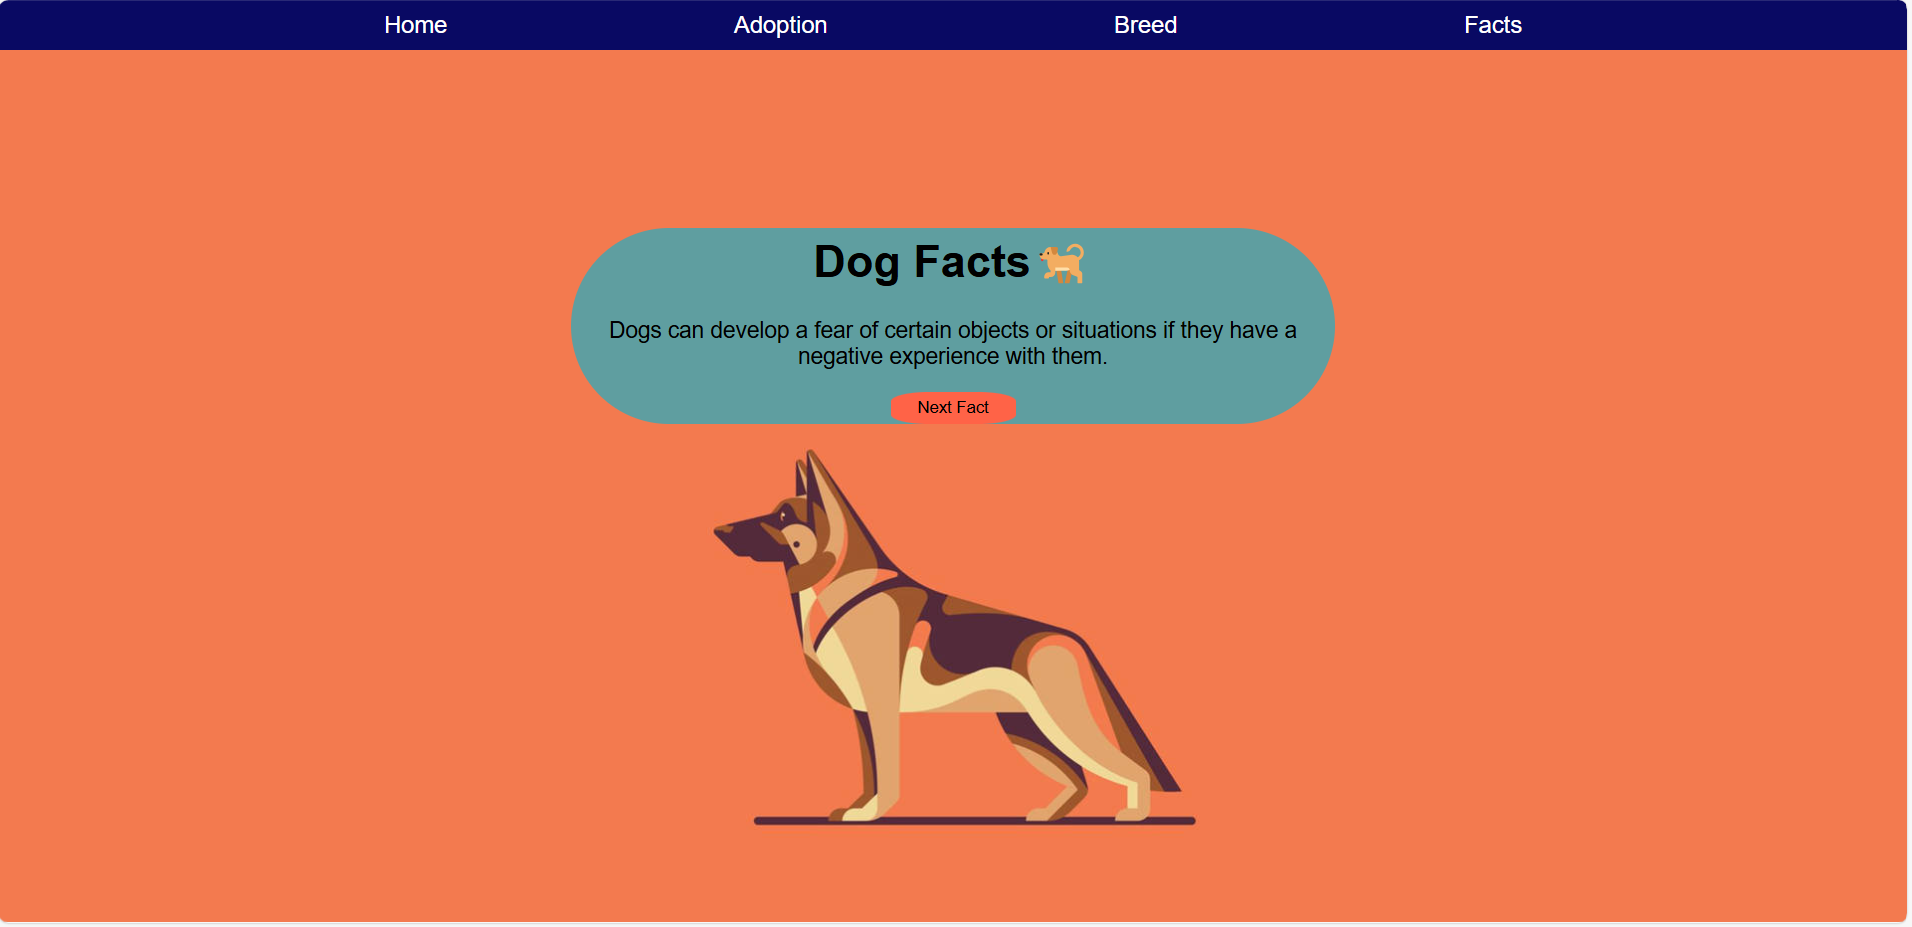 Home Adoption Breed Facts
Dog Facts
Dogs can develop a fear of certain objects or situations if they have a
negative experience with them.
Next Fact